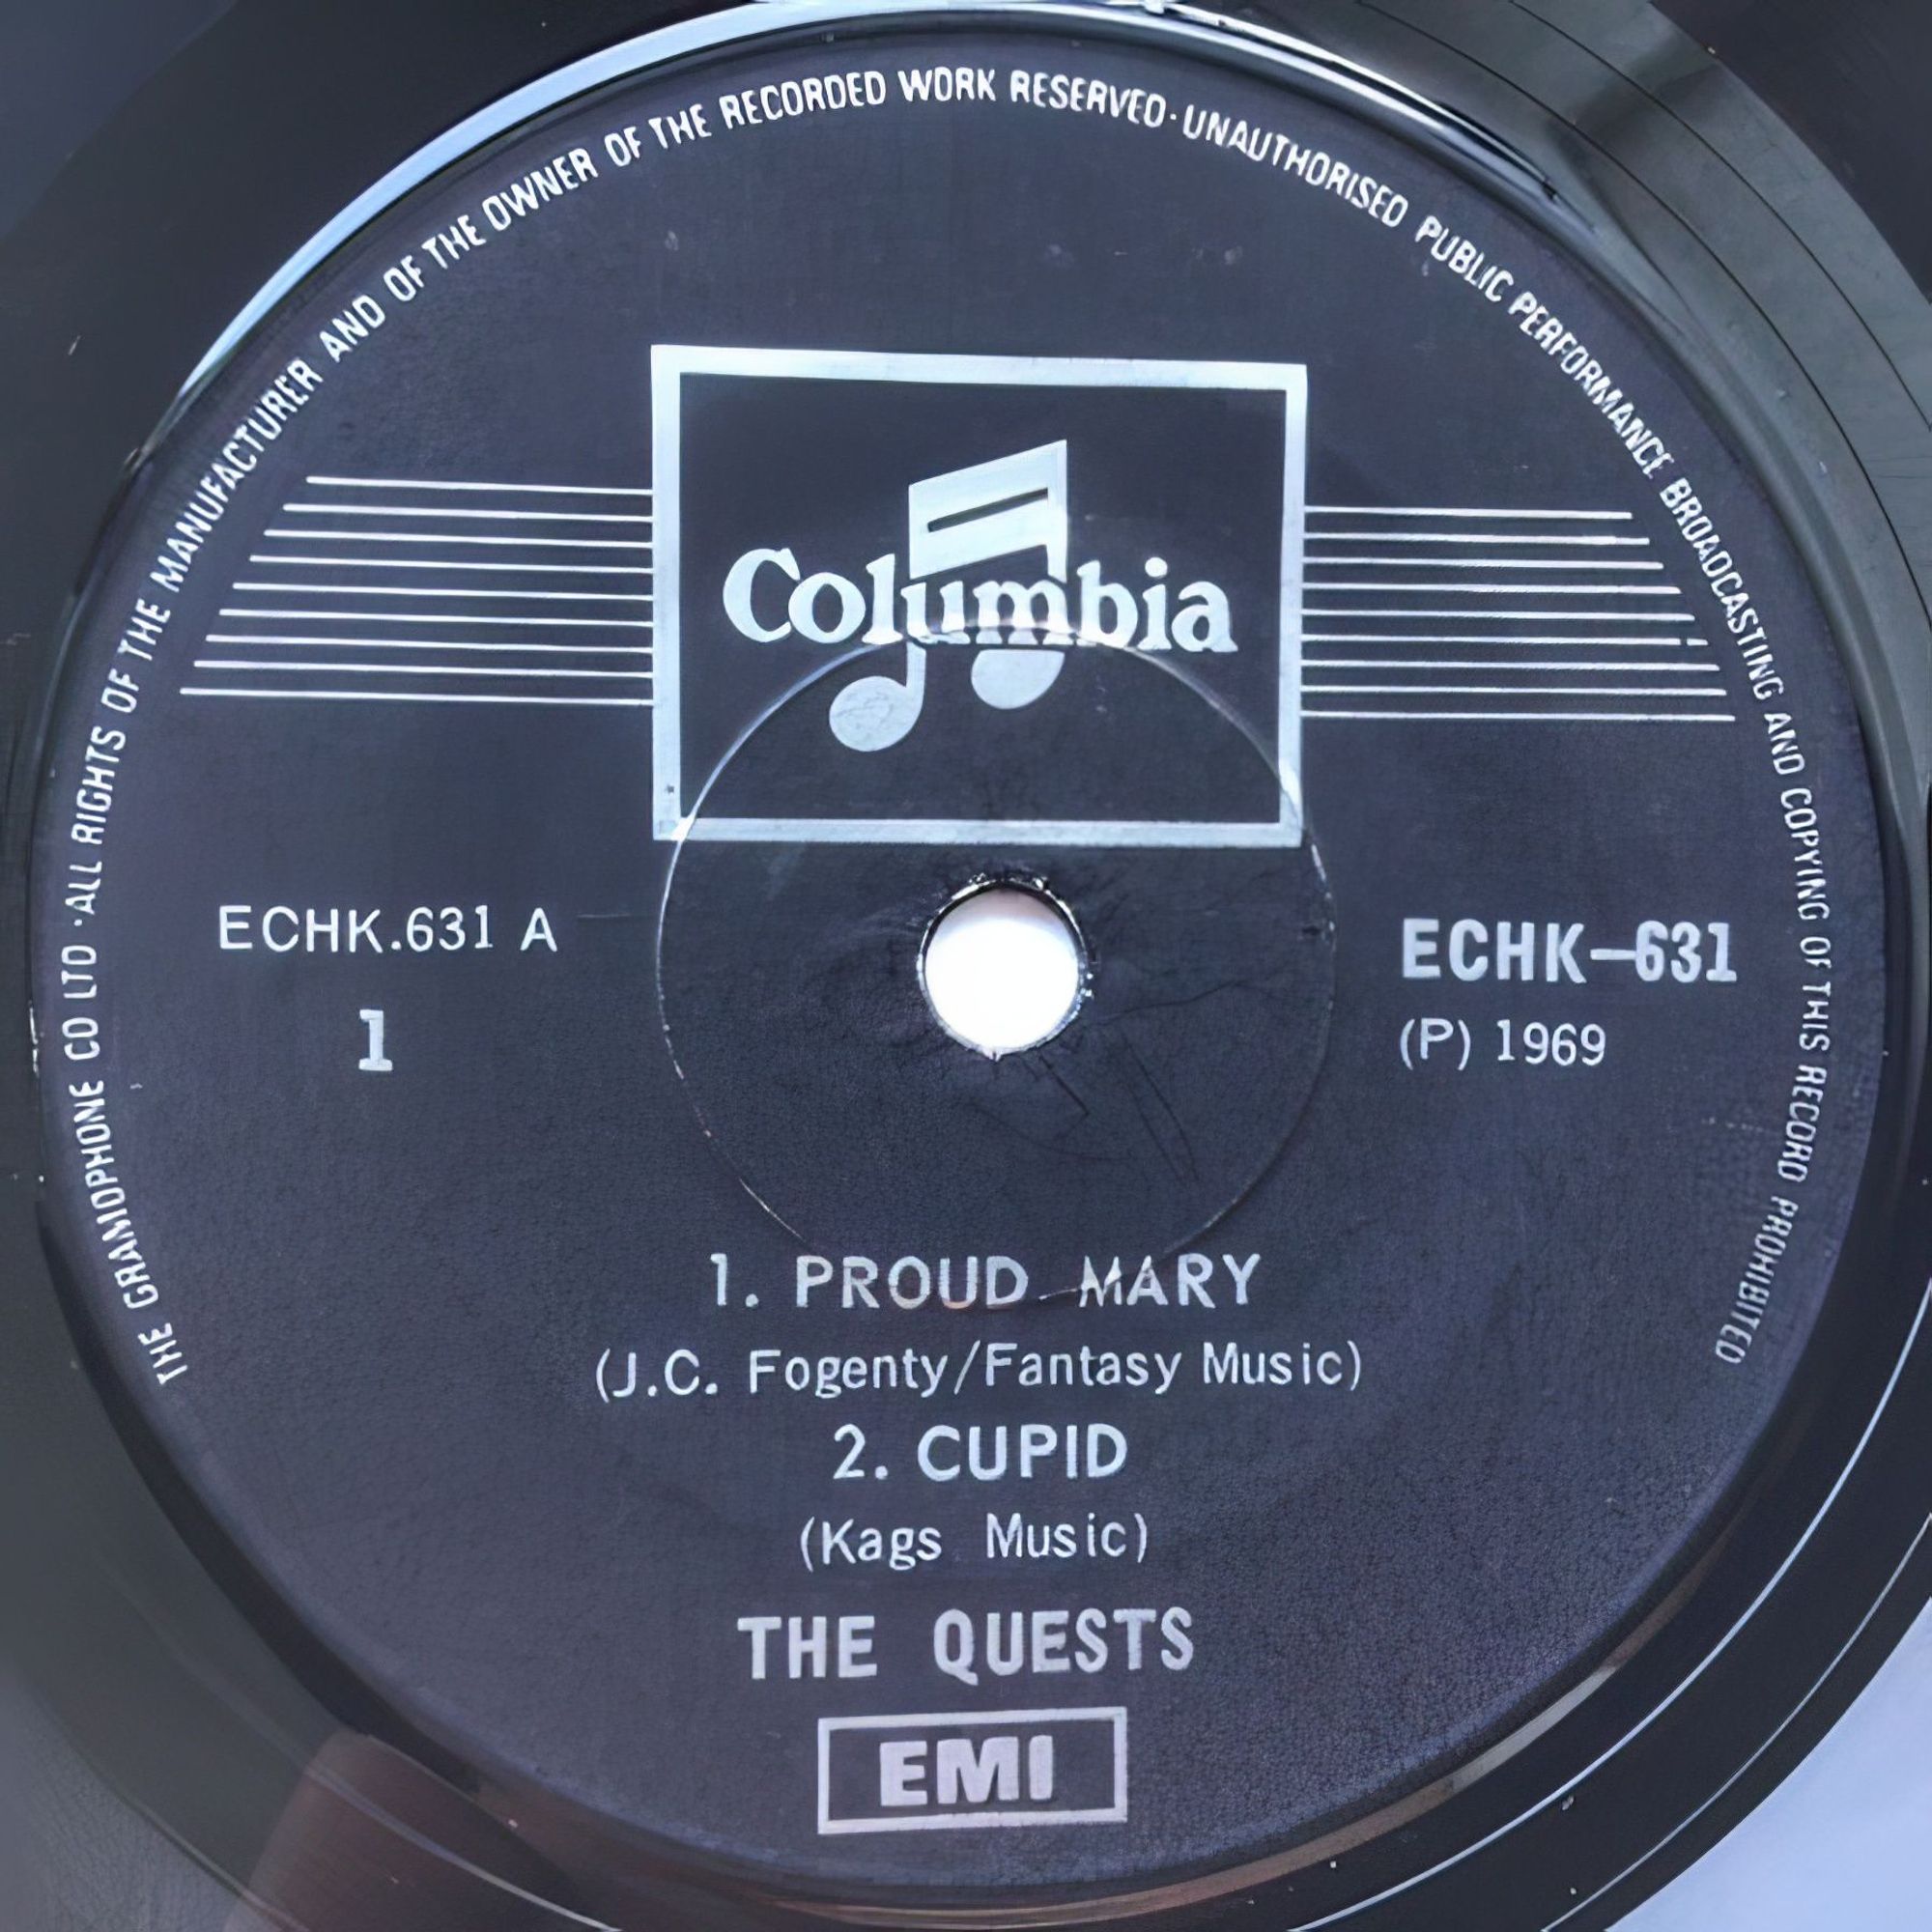 THE GRAMOPHONE CO LTD · ALL RIGHTS OF THE MANUFACTURER AND OF THE OWNER OF THE RECORDED WORK RESERVED · UNAUTHORISED PUBLIC PERFORMANCE BROADCASTING AND COPYING OF THIS RECORD PROHIBITED
Columbia
ECHK.631 A
1
ECHK-631
(P) 1969
1. PROUD MARY
(J.C. Fogenty/Fantasy Music)
2. CUPID
(Kags Music)
THE QUESTS
EMI